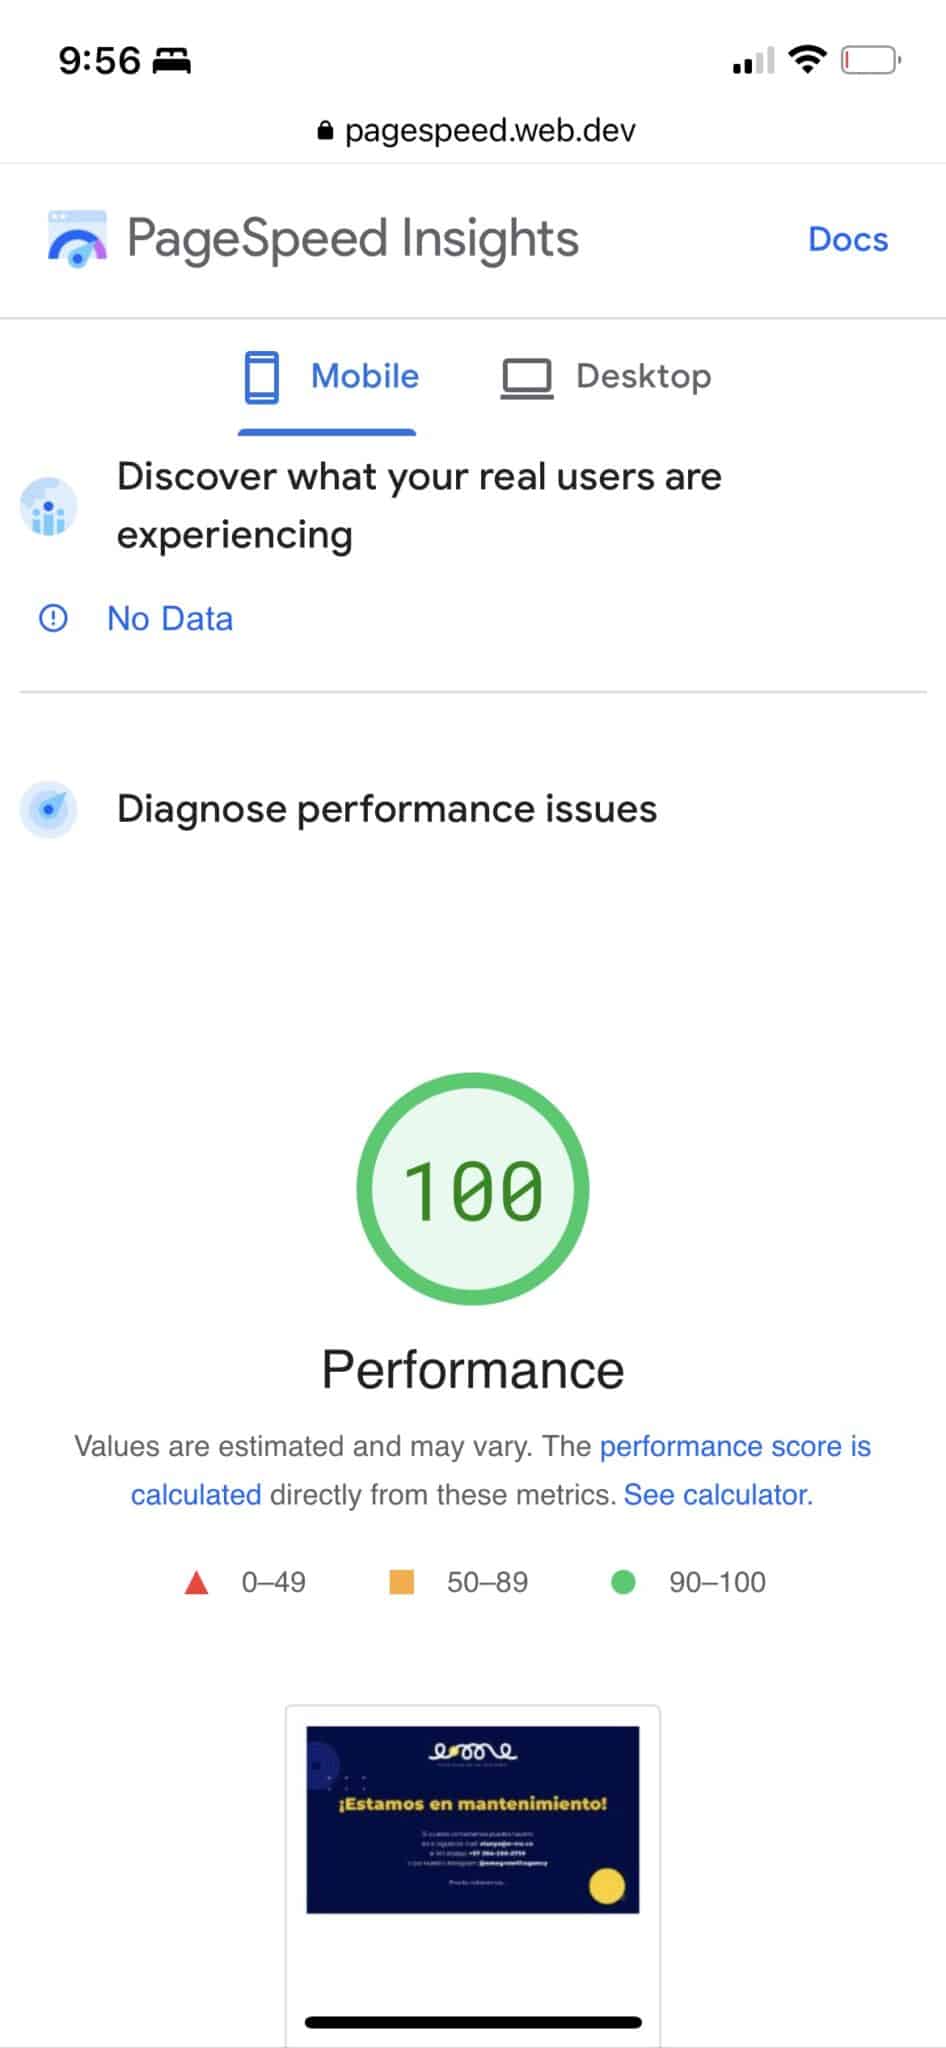 9:56
pagespeed.web.dev
PageSpeed Insights
Docs
Mobile
Desktop
Discover what your real users are
experiencing
No Data
Diagnose performance issues
100
Performance
Values are estimated and may vary. The performance score is
calculated directly from these metrics. See calculator.
0–49
50–89
90–100
eme
¡Estamos en mantenimiento!